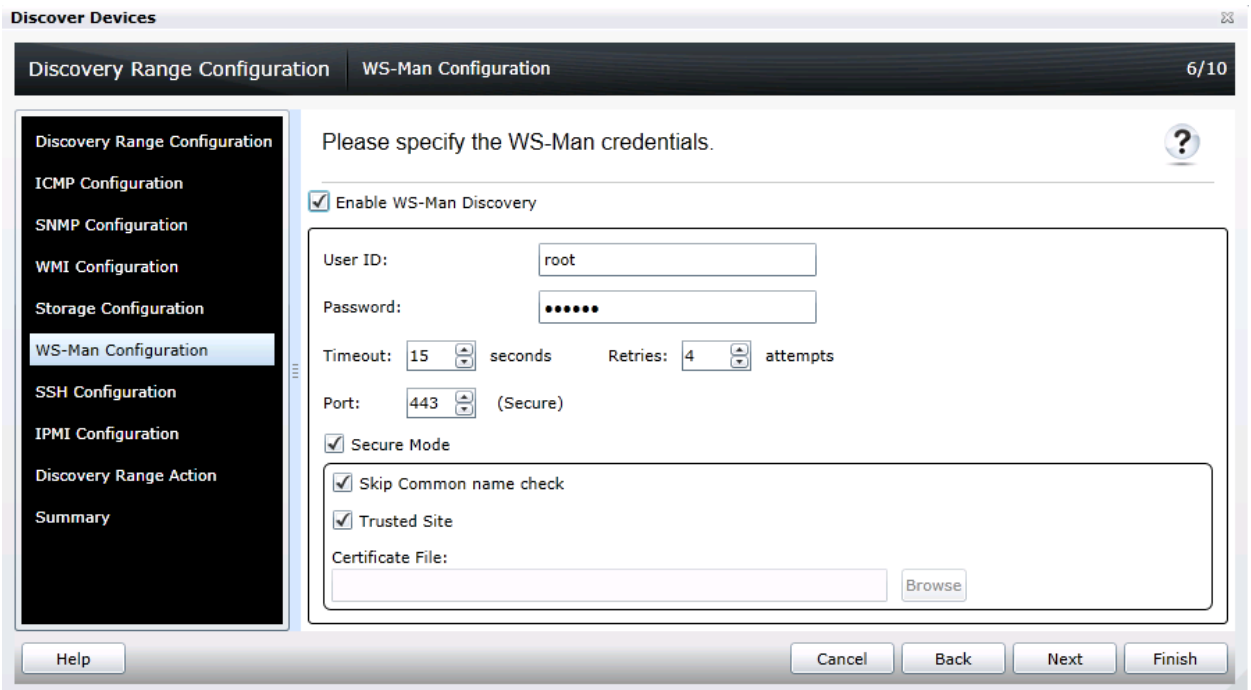 Discover Devices
Discovery Range Configuration WS-Man Configuration 6/10
Discovery Range Configuration
ICMP Configuration
SNMP Configuration
WMI Configuration
Storage Configuration
WS-Man Configuration
SSH Configuration
IPMI Configuration
Discovery Range Action
Summary
Please specify the WS-Man credentials.
?
Enable WS-Man Discovery
User ID: root
Password: ••••••
Timeout: 15 seconds Retries: 4 attempts
Port: 443 (Secure)
Secure Mode
Skip Common name check
Trusted Site
Certificate File:
Browse
Help Cancel Back Next Finish